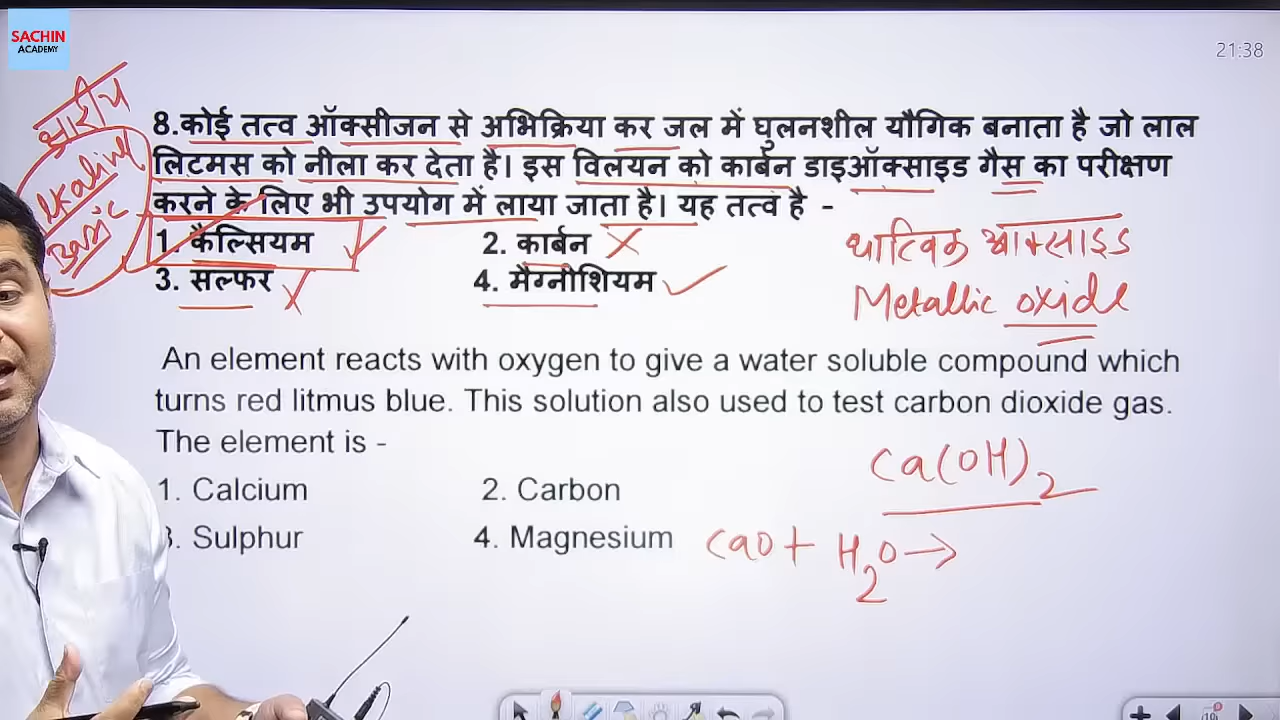 SACHIN
ACADEMY
21:38
क्षारीय
Alkaline
Basic
8.कोई तत्व ऑक्सीजन से अभिक्रिया कर जल में घुलनशील यौगिक बनाता है जो लाल
लिटमस को नीला कर देता है। इस विलयन को कार्बन डाइऑक्साइड गैस का परीक्षण
करने के लिए भी उपयोग में लाया जाता है। यह तत्व है -
1. कैल्सियम 2. कार्बन
3. सल्फर 4. मैग्नीशियम
धात्विक आक्साइड
Metallic oxide
An element reacts with oxygen to give a water soluble compound which
turns red litmus blue. This solution also used to test carbon dioxide gas.
The element is -
Ca(OH)2
1. Calcium 2. Carbon
3. Sulphur 4. Magnesium
CaO + H2O →